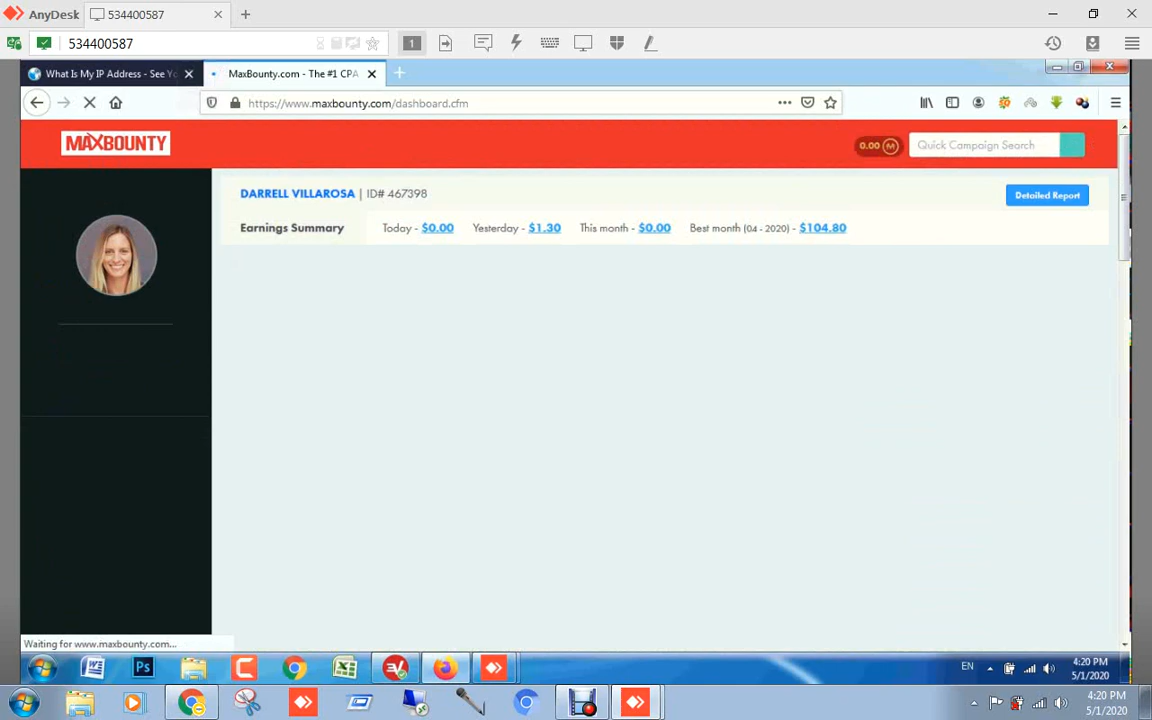 AnyDesk
534400587
534400587
1
What Is My IP Address - See Yo
MaxBounty.com - The #1 CPA
https://www.maxbounty.com/dashboard.cfm
MAXBOUNTY
0.00 M
Quick Campaign Search
DARRELL VILLAROSA | ID# 467398
Detailed Report
Earnings Summary
Today - $0.00
Yesterday - $1.30
This month - $0.00
Best month (04 - 2020) - $104.80
Waiting for www.maxbounty.com...
Ps
EN
4:20 PM
5/1/2020
4:20 PM
5/1/2020